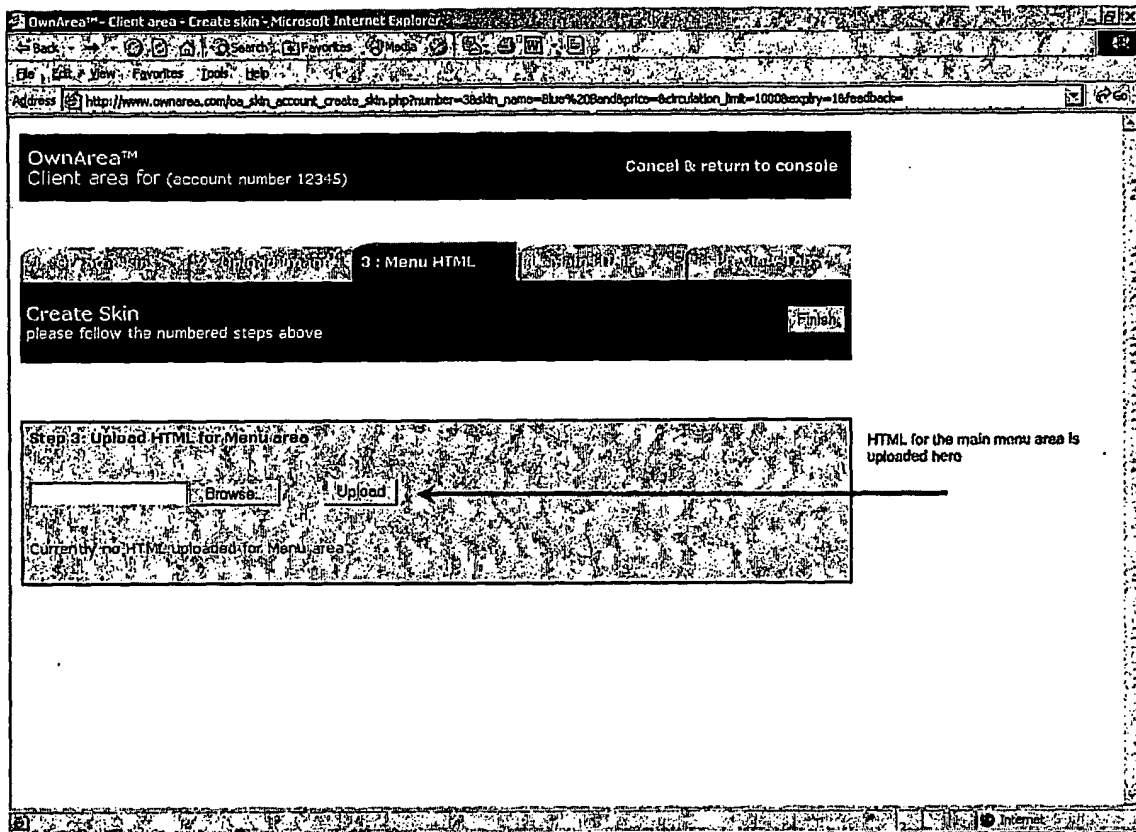 OwnArea™ - Client area - Create skin - Microsoft Internet Explorer
Back Search Favorites Media
File Edit View Favorites Tools Help
Address http://www.ownarea.com/oa_skin_account_create_skin.php?number=3&skin_name=Blue%20Band&price=&circulation_limit=1000&expiry=1&feedback=
OwnArea™
Client area for (account number 12345)
Cancel & return to console
3 : Menu HTML
Create Skin
please follow the numbered steps above
Finish
Step 3: Upload HTML for Menu area
Browse... Upload
Currently no HTML uploaded for Menu area
HTML for the main menu area is
uploaded here
Internet